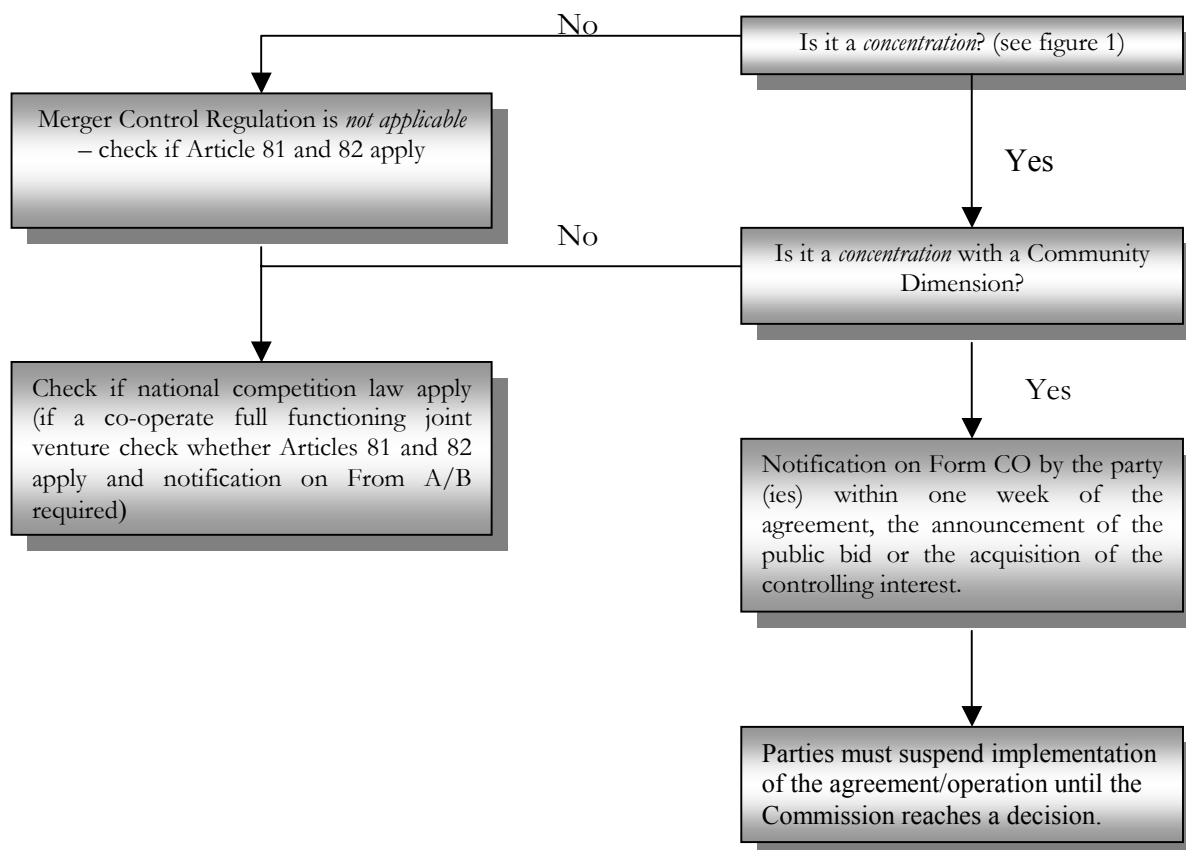 No
Is it a concentration? (see figure 1)
Merger Control Regulation is not applicable
– check if Article 81 and 82 apply
Yes
No
Is it a concentration with a Community
Dimension?
Check if national competition law apply
(if a co-operate full functioning joint
venture check whether Articles 81 and 82
apply and notification on From A/B
required)
Yes
Notification on Form CO by the party
(ies) within one week of the
agreement, the announcement of the
public bid or the acquisition of the
controlling interest.
Parties must suspend implementation
of the agreement/operation until the
Commission reaches a decision.